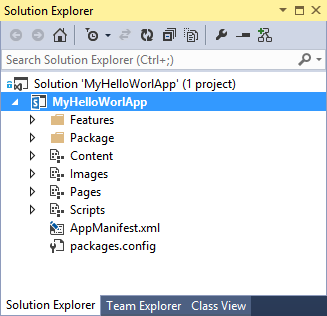 Solution Explorer
Search Solution Explorer (Ctrl+;)
Solution 'MyHelloWorlApp' (1 project)
MyHelloWorlApp
Features
Package
Content
Images
Pages
Scripts
AppManifest.xml
packages.config
Solution Explorer Team Explorer Class View